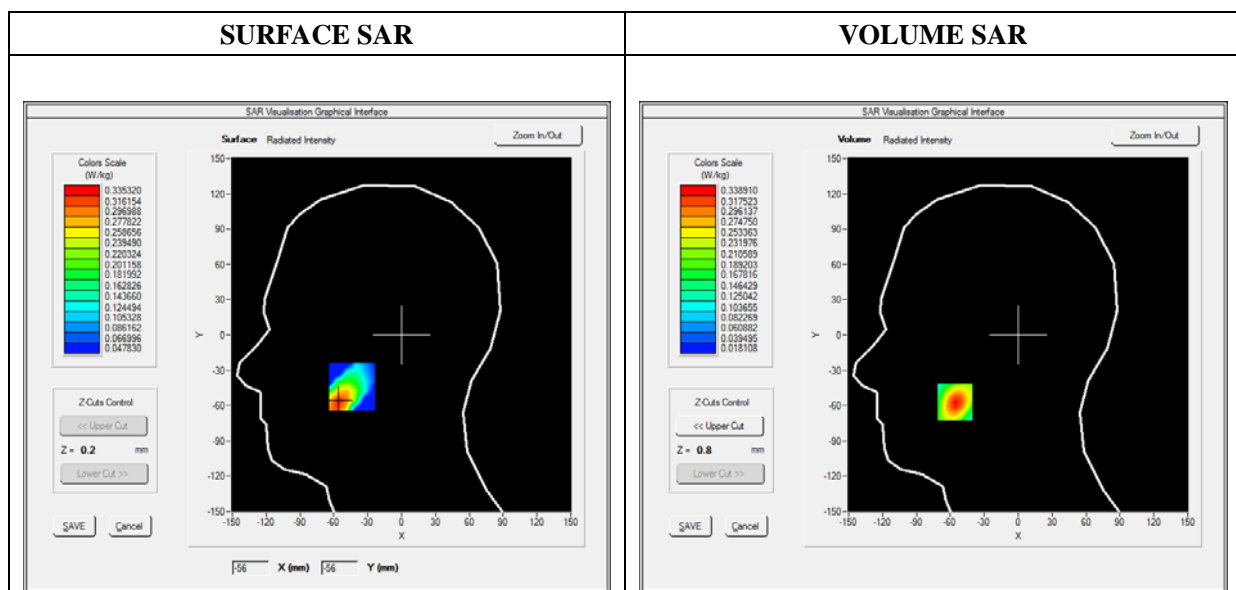 SURFACE SAR
VOLUME SAR
SAR Visualisation Graphical Interface
Surface Radiated Intensity
Zoom In/Out
Colors Scale
(W/kg)
0.335320
0.316154
0.296988
0.277822
0.258656
0.239490
0.220324
0.201158
0.181992
0.162826
0.143660
0.124494
0.105328
0.086162
0.066996
0.047830
Z-Cuts Control
<< Upper Cut
Z = 0.2 mm
Lower Cut >>
SAVE Cancel
150
120
90
60
30
0
-30
-60
-90
-120
-150
Y
-150 -120 -90 -60 -30 0 30 60 90 120 150
X
-56 X (mm) -56 Y (mm)
SAR Visualisation Graphical Interface
Volume Radiated Intensity
Zoom In/Out
Colors Scale
(W/kg)
0.338910
0.317523
0.296137
0.274750
0.253363
0.231976
0.210589
0.189203
0.167816
0.146429
0.125042
0.103655
0.082269
0.060882
0.039495
0.018108
Z-Cuts Control
<< Upper Cut
Z = 0.8 mm
Lower Cut >>
SAVE Cancel
150
120
90
60
30
0
-30
-60
-90
-120
-150
Y
-150 -120 -90 -60 -30 0 30 60 90 120 150
X